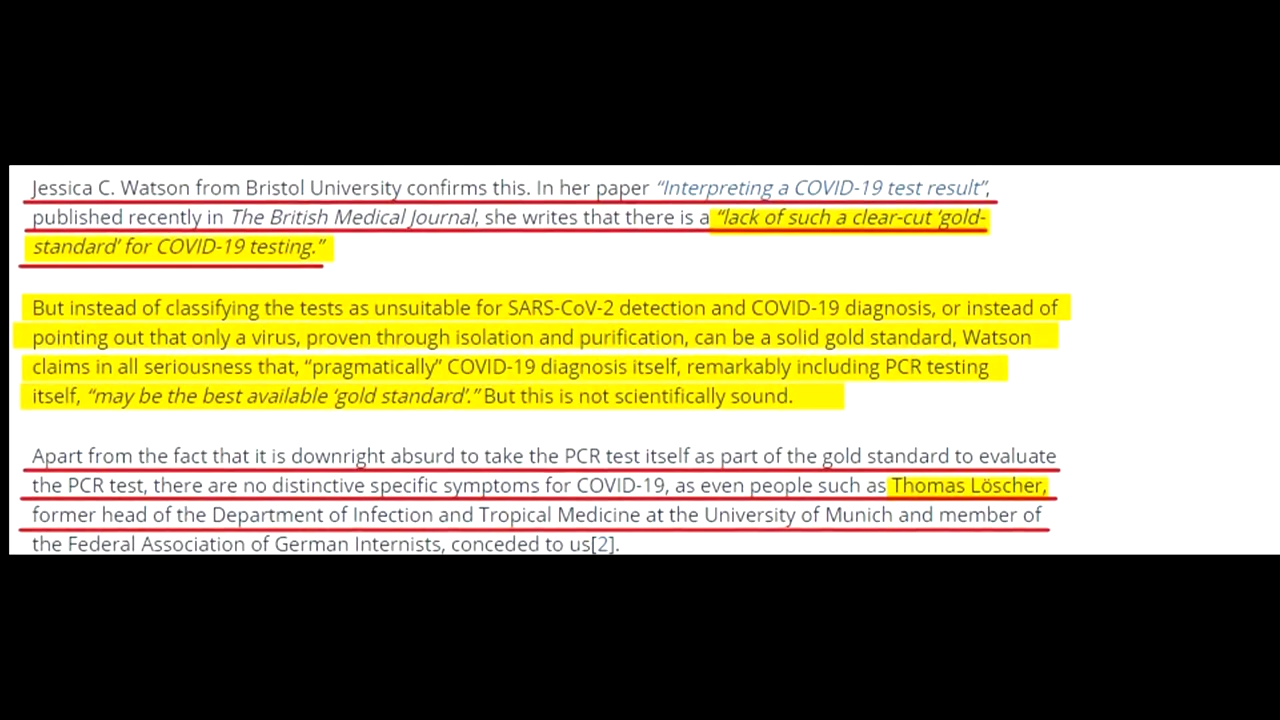 Jessica C. Watson from Bristol University confirms this. In her paper “Interpreting a COVID-19 test result”,
published recently in The British Medical Journal, she writes that there is a “lack of such a clear-cut ‘gold-
standard’ for COVID-19 testing.”
But instead of classifying the tests as unsuitable for SARS-CoV-2 detection and COVID-19 diagnosis, or instead of
pointing out that only a virus, proven through isolation and purification, can be a solid gold standard, Watson
claims in all seriousness that, “pragmatically” COVID-19 diagnosis itself, remarkably including PCR testing
itself, “may be the best available ‘gold standard’.” But this is not scientifically sound.
Apart from the fact that it is downright absurd to take the PCR test itself as part of the gold standard to evaluate
the PCR test, there are no distinctive specific symptoms for COVID-19, as even people such as Thomas Löscher,
former head of the Department of Infection and Tropical Medicine at the University of Munich and member of
the Federal Association of German Internists, conceded to us[2].